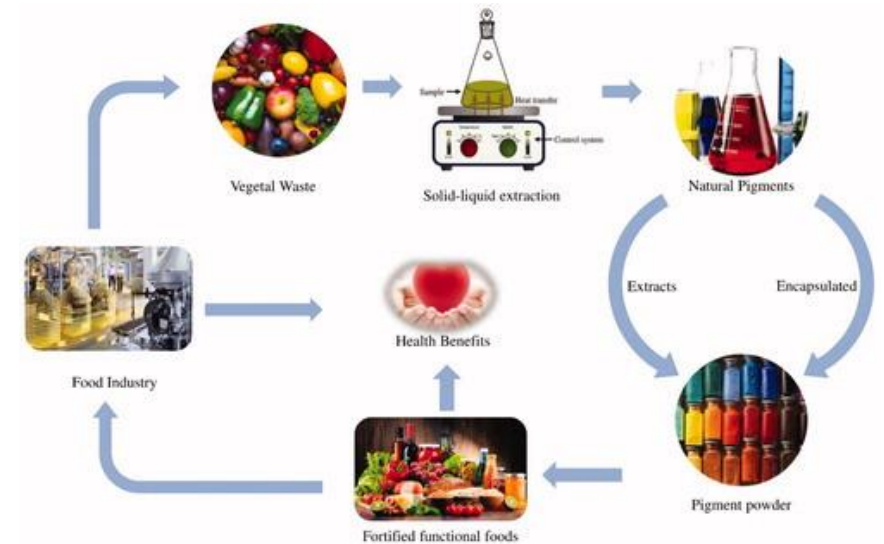 Sample
Heat transfer
Control system
Vegetal Waste
Solid-liquid extraction
Natural Pigments
Extracts
Encapsulated
Health Benefits
Food Industry
Pigment powder
Fortified functional foods